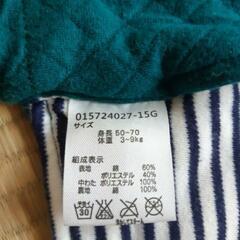 015724027-15G
サイズ
身長 50-70
体重 3~9kg
組成表示
表地 綿 60%
ポリエステル 40%
中わた ポリエステル 100%
裏地 綿 100%
30